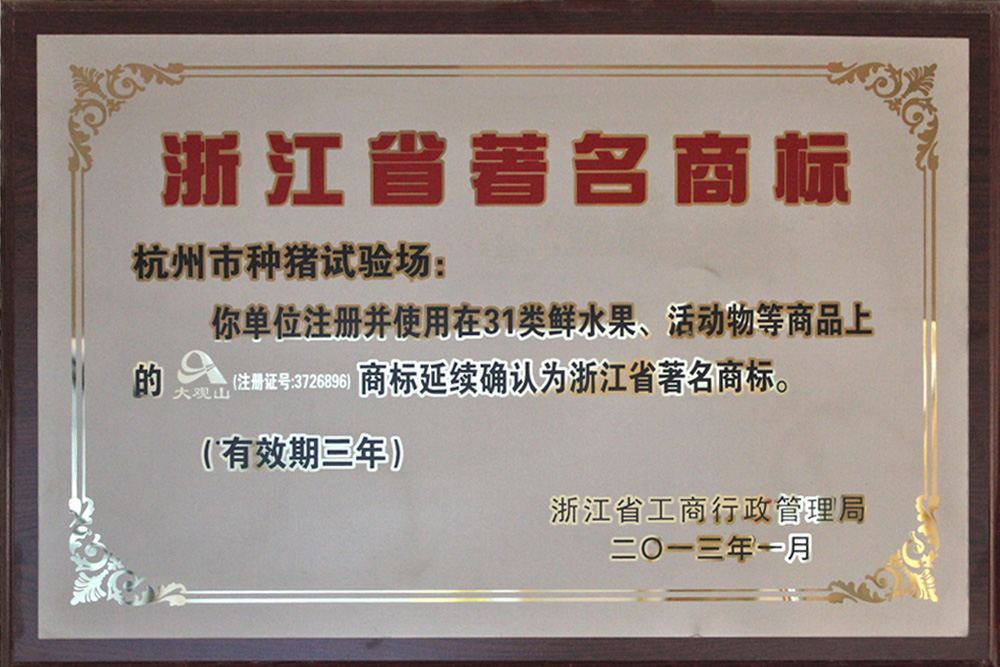 浙江省著名商标
杭州市种猪试验场:
你单位注册并使用在31类鲜水果、活动物等商品上
的 大观山 (注册证号:3726896) 商标延续确认为浙江省著名商标。
(有效期三年)
浙江省工商行政管理局
二〇一三年一月